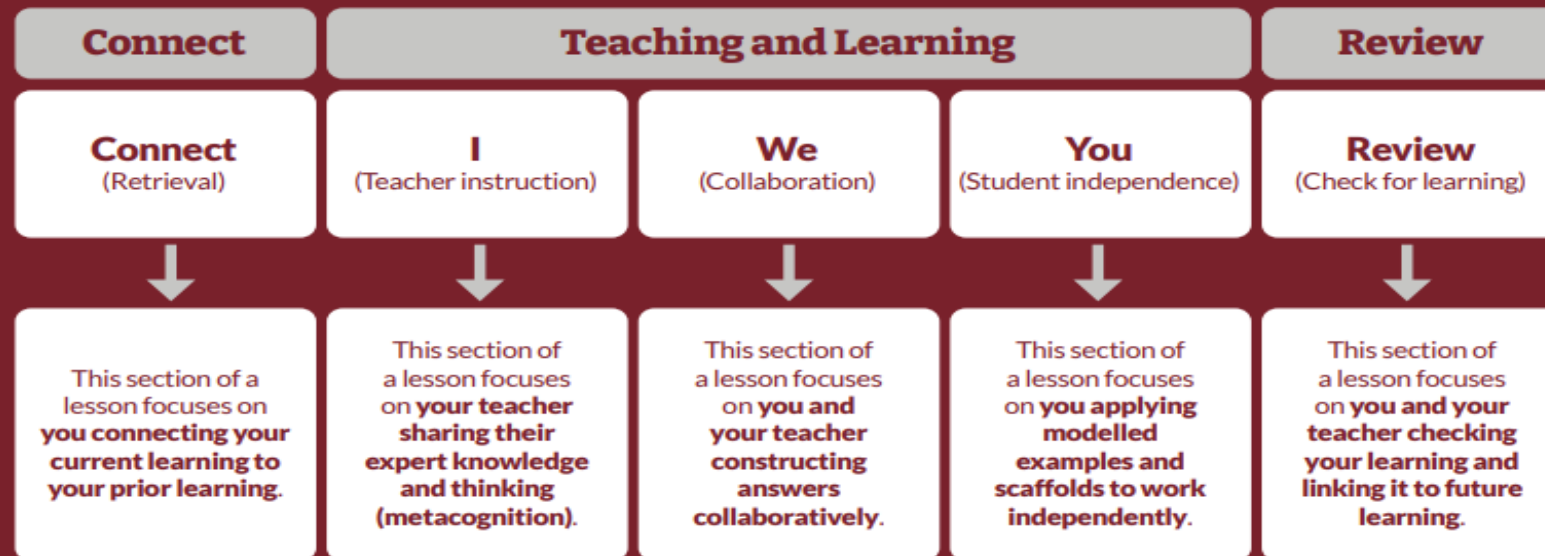 Connect
Teaching and Learning
Review
Connect
(Retrieval)
I
(Teacher instruction)
We
(Collaboration)
You
(Student independence)
Review
(Check for learning)
This section of a
lesson focuses on
you connecting your
current learning to
your prior learning.
This section of
a lesson focuses
on your teacher
sharing their
expert knowledge
and thinking
(metacognition).
This section of
a lesson focuses
on you and
your teacher
constructing
answers
collaboratively.
This section of
a lesson focuses
on you applying
modelled
examples and
scaffolds to work
independently.
This section of
a lesson focuses
on you and your
teacher checking
your learning and
linking it to future
learning.